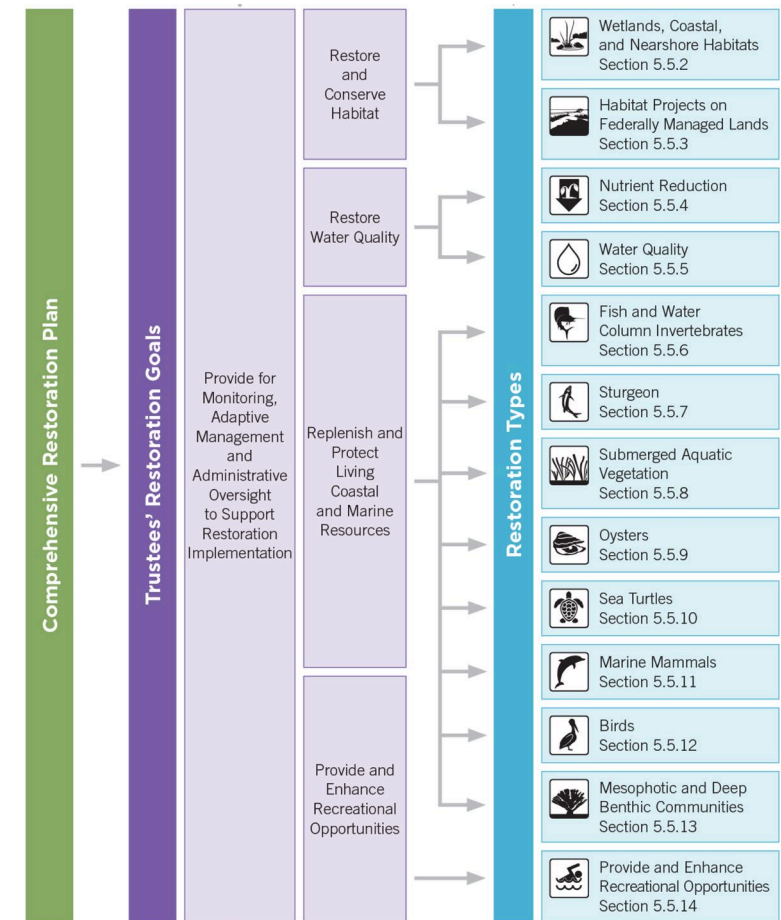 Comprehensive Restoration Plan
Trustees' Restoration Goals
Provide for
Monitoring,
Adaptive
Management
and
Administrative
Oversight
to Support
Restoration
Implementation
Restore
and
Conserve
Habitat
Restore
Water Quality
Replenish and
Protect
Living
Coastal
and Marine
Resources
Provide and
Enhance
Recreational
Opportunities
Restoration Types
Wetlands, Coastal,
and Nearshore Habitats
Section 5.5.2
Habitat Projects on
Federally Managed Lands
Section 5.5.3
Nutrient Reduction
Section 5.5.4
Water Quality
Section 5.5.5
Fish and Water
Column Invertebrates
Section 5.5.6
Sturgeon
Section 5.5.7
Submerged Aquatic
Vegetation
Section 5.5.8
Oysters
Section 5.5.9
Sea Turtles
Section 5.5.10
Marine Mammals
Section 5.5.11
Birds
Section 5.5.12
Mesophotic and Deep
Benthic Communities
Section 5.5.13
Provide and Enhance
Recreational Opportunities
Section 5.5.14